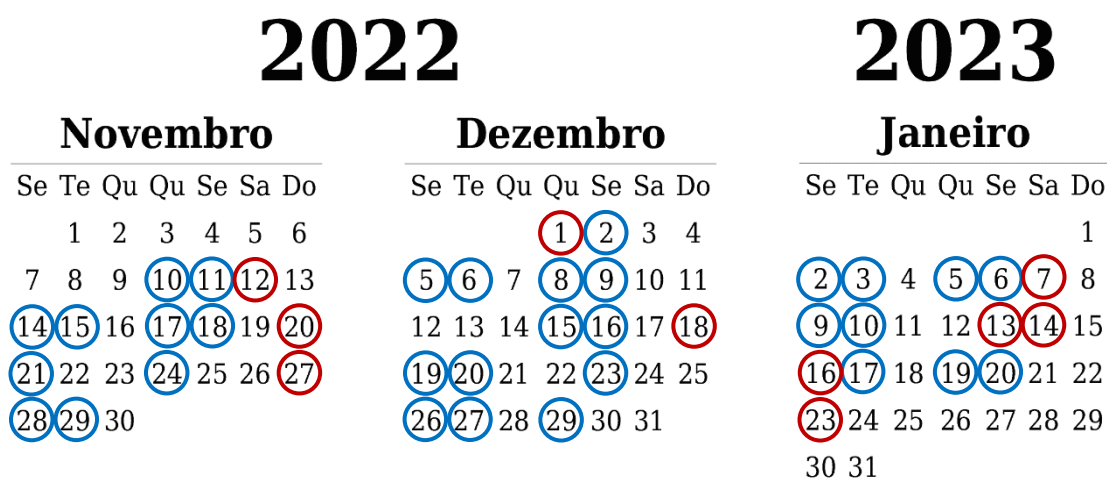 2022
Novembro
Se Te Qu Qu Se Sa Do
1 2 3 4 5 6
7 8 9 10 11 12 13
14 15 16 17 18 19 20
21 22 23 24 25 26 27
28 29 30
Dezembro
Se Te Qu Qu Se Sa Do
1 2 3 4
5 6 7 8 9 10 11
12 13 14 15 16 17 18
19 20 21 22 23 24 25
26 27 28 29 30 31
2023
Janeiro
Se Te Qu Qu Se Sa Do
1
2 3 4 5 6 7 8
9 10 11 12 13 14 15
16 17 18 19 20 21 22
23 24 25 26 27 28 29
30 31